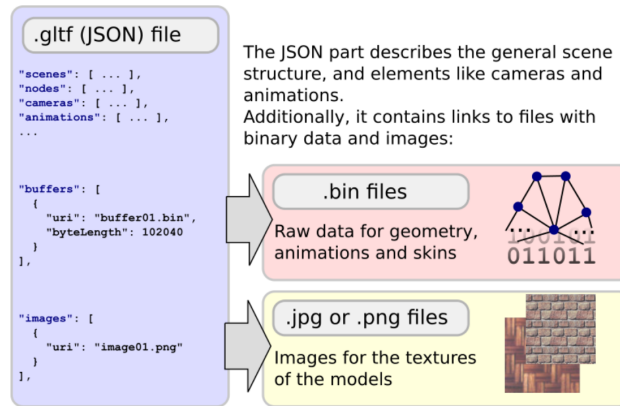 .gltf (JSON) file
"scenes": [ ... ],
"nodes": [ ... ],
"cameras": [ ... ],
"animations": [ ... ],
...
"buffers": [
{
"uri": "buffer01.bin",
"byteLength": 102040
}
],
"images": [
{
"uri": "image01.png"
}
],
The JSON part describes the general scene
structure, and elements like cameras and
animations.
Additionally, it contains links to files with
binary data and images:
.bin files
Raw data for geometry,
animations and skins
... ...
100101
011011
.jpg or .png files
Images for the textures
of the models